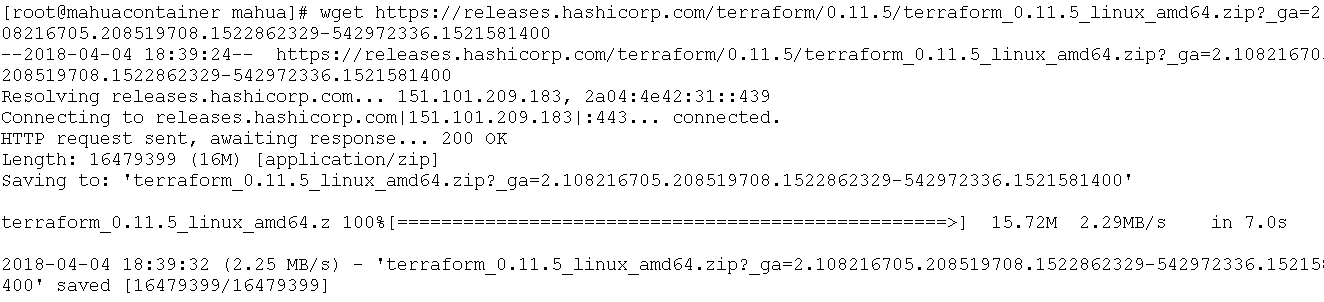 [root@mahuacontainer mahua]# wget https://releases.hashicorp.com/terraform/0.11.5/terraform_0.11.5_linux_amd64.zip?_ga=2
08216705.208519708.1522862329-542972336.1521581400
--2018-04-04 18:39:24--  https://releases.hashicorp.com/terraform/0.11.5/terraform_0.11.5_linux_amd64.zip?_ga=2.10821670
208519708.1522862329-542972336.1521581400
Resolving releases.hashicorp.com... 151.101.209.183, 2a04:4e42:31::439
Connecting to releases.hashicorp.com|151.101.209.183|:443... connected.
HTTP request sent, awaiting response... 200 OK
Length: 16479399 (16M) [application/zip]
Saving to: 'terraform_0.11.5_linux_amd64.zip?_ga=2.108216705.208519708.1522862329-542972336.1521581400'
terraform_0.11.5_linux_amd64.z 100%[==================================================>]  15.72M  2.29MB/s    in 7.0s
2018-04-04 18:39:32 (2.25 MB/s) - 'terraform_0.11.5_linux_amd64.zip?_ga=2.108216705.208519708.1522862329-542972336.15215
400' saved [16479399/16479399]